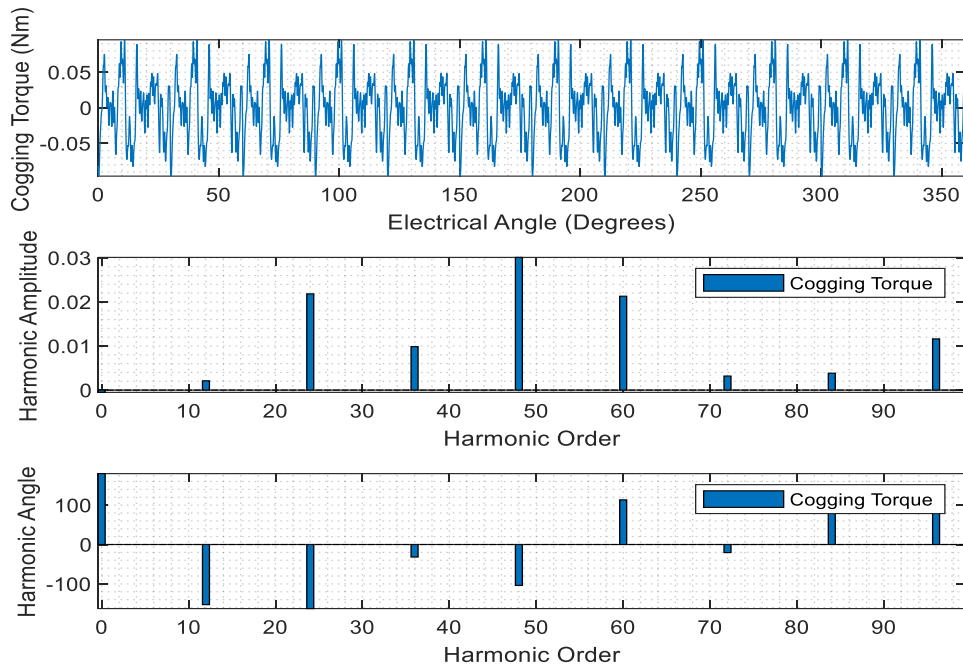 Cogging Torque (Nm)
0.05
0
-0.05
0 50 100 150 200 250 300 350
Electrical Angle (Degrees)
Harmonic Amplitude
0.03
0.02
0.01
0
Cogging Torque
0 10 20 30 40 50 60 70 80 90
Harmonic Order
Harmonic Angle
100
0
-100
Cogging Torque
0 10 20 30 40 50 60 70 80 90
Harmonic Order